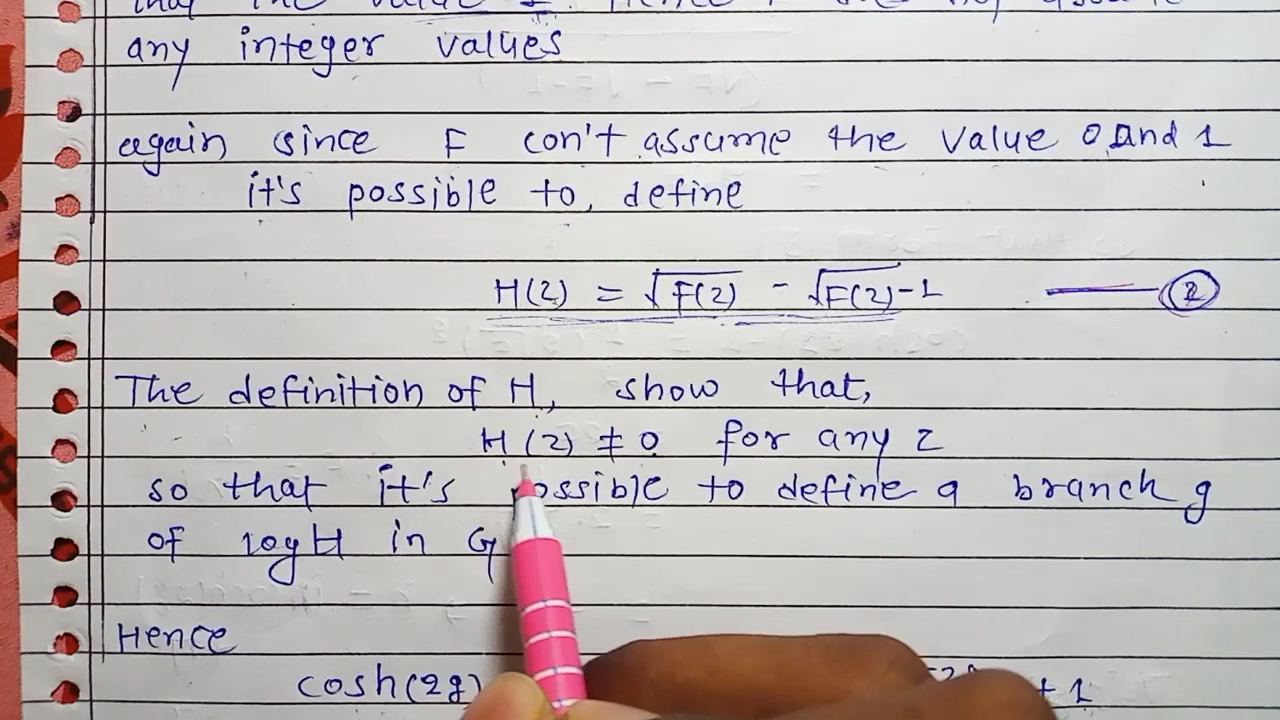 any integer values
again since F con't assume the value 0 and 1
it's possible to, define
H(z) = √F(z) - √F(z)-1 ——— ②
The definition of H, show that,
H(z) ≠ 0 for any z
so that it's possible to define a branch g
of log H in G
Hence
cosh(2g) + 1